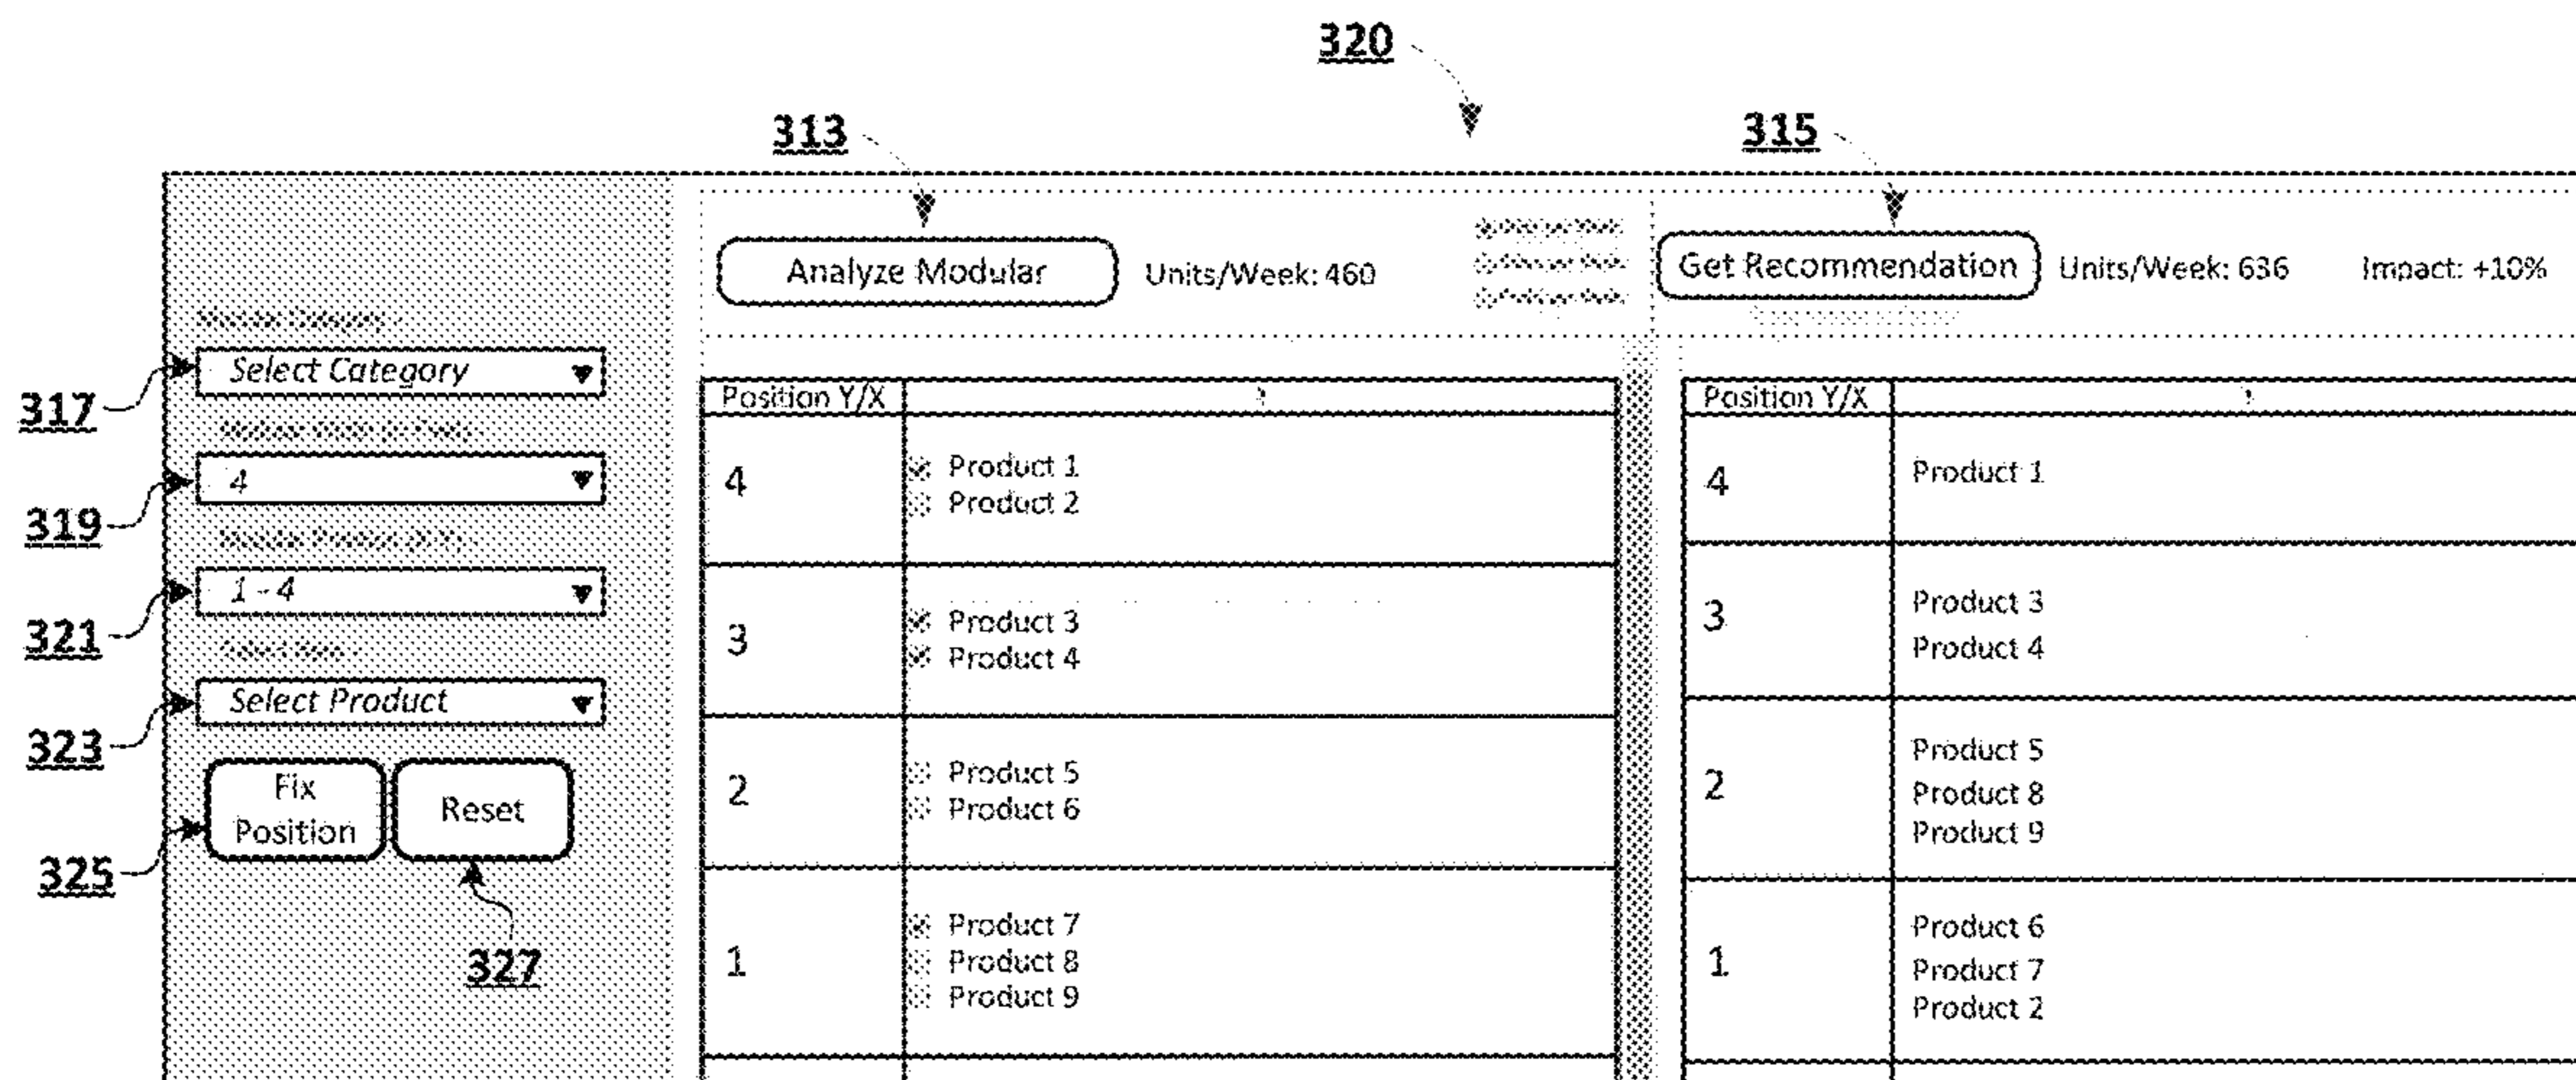 320
313
315
Analyze Modular
Units/Week: 460
Get Recommendation
Units/Week: 636
Impact: +10%
317
Select Category
319
4
321
1 - 4
323
Select Product
325
Fix
Position
Reset
327
Position Y/X
4
Product 1
Product 2
3
Product 3
Product 4
2
Product 5
Product 6
1
Product 7
Product 8
Product 9
Position Y/X
4
Product 1
3
Product 3
Product 4
2
Product 5
Product 8
Product 9
1
Product 6
Product 7
Product 2